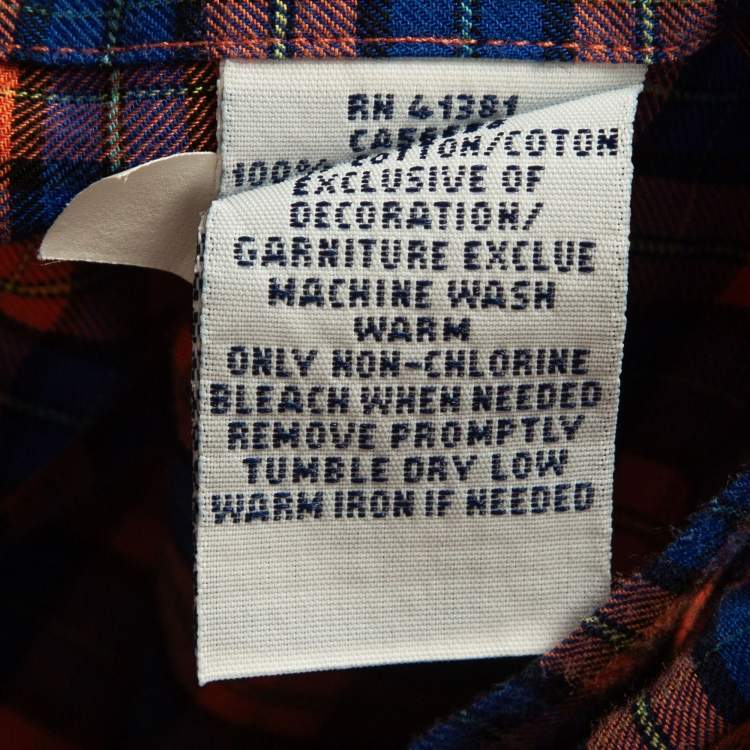 RN 41381
100% COTTON/COTON
EXCLUSIVE OF
DECORATION/
GARNITURE EXCLUE
MACHINE WASH
WARM
ONLY NON-CHLORINE
BLEACH WHEN NEEDED
REMOVE PROMPTLY
TUMBLE DRY LOW
WARM IRON IF NEEDED